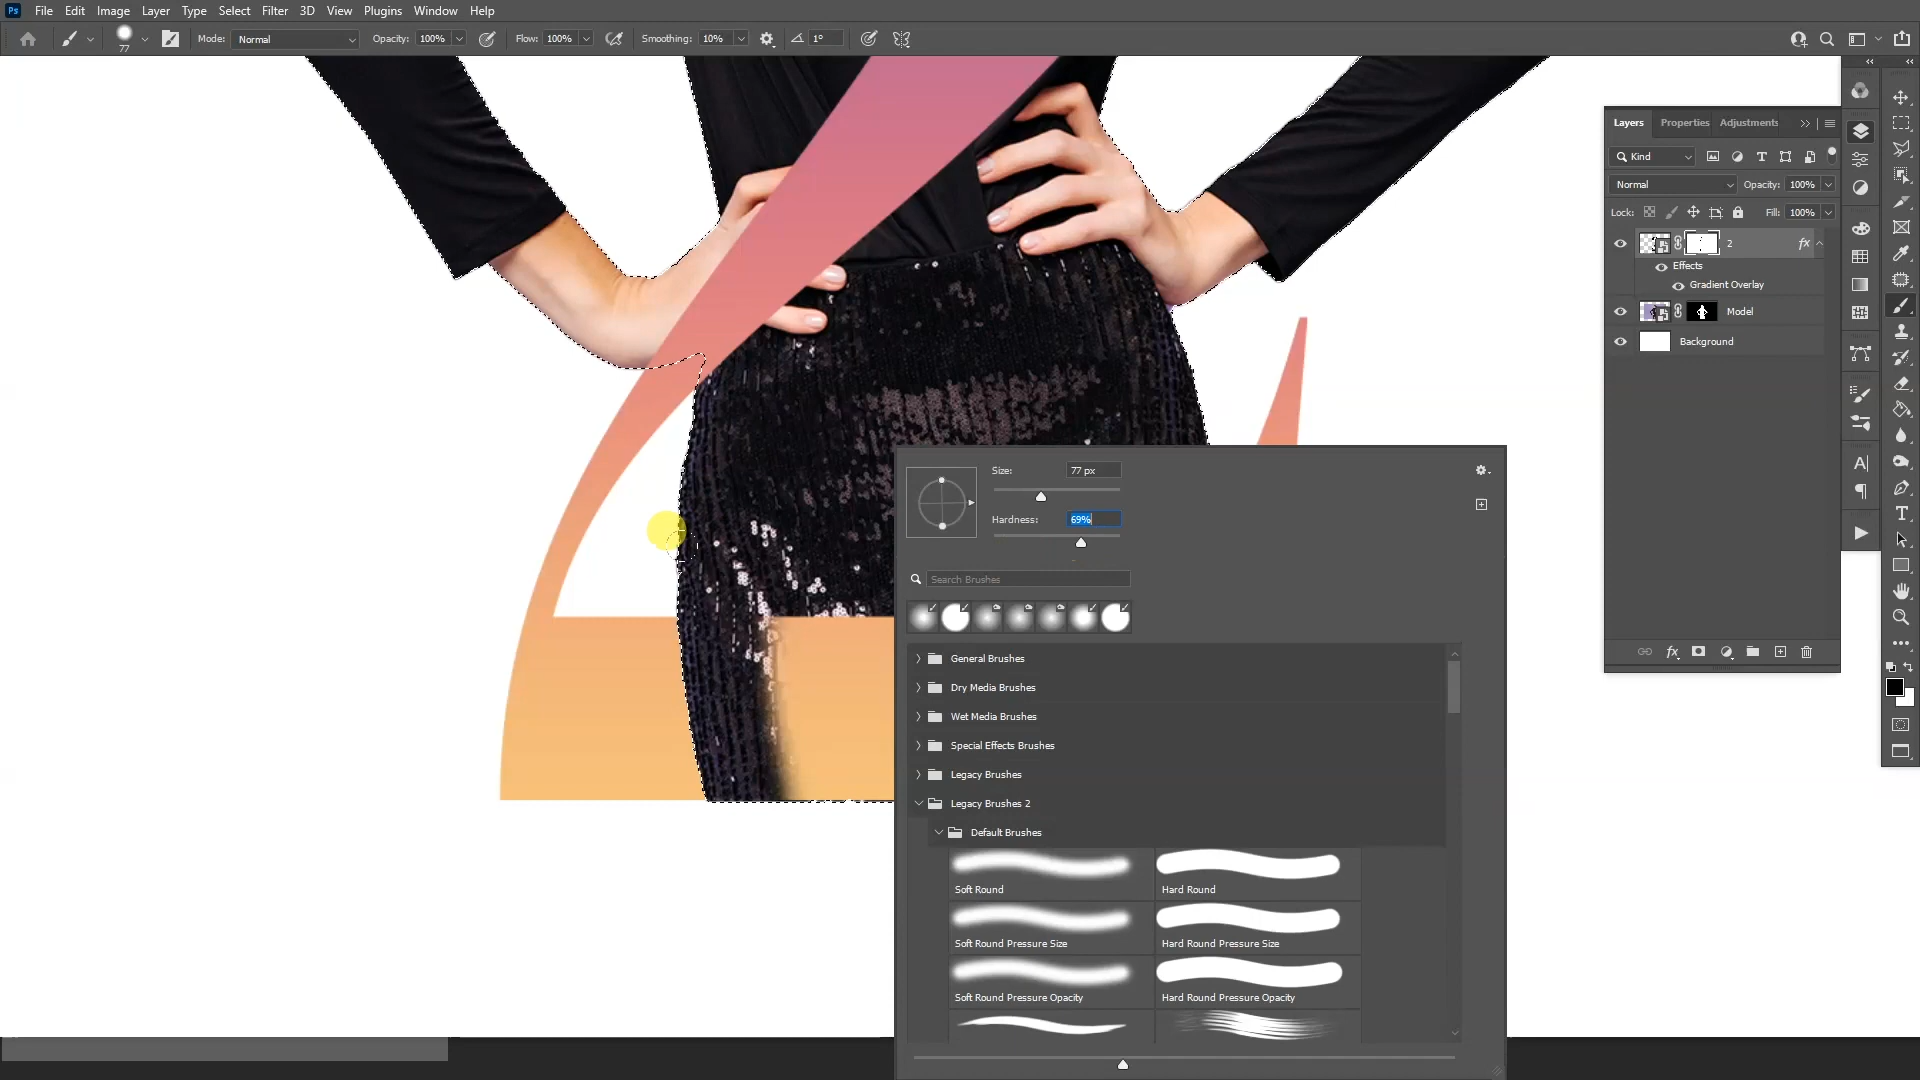 Ps File Edit Image Layer Type Select Filter 3D View Plugins Window Help
77 Mode: Normal Opacity: 100% Flow: 100% Smoothing: 10% 1°
Layers Properties Adjustments
Kind
Normal Opacity: 100%
Lock: Fill: 100%
2 fx
Effects
Gradient Overlay
Model
Background
Size: 77 px
Hardness: 69%
Search Brushes
General Brushes
Dry Media Brushes
Wet Media Brushes
Special Effects Brushes
Legacy Brushes
Legacy Brushes 2
Default Brushes
Soft Round Hard Round
Soft Round Pressure Size Hard Round Pressure Size
Soft Round Pressure Opacity Hard Round Pressure Opacity
fx